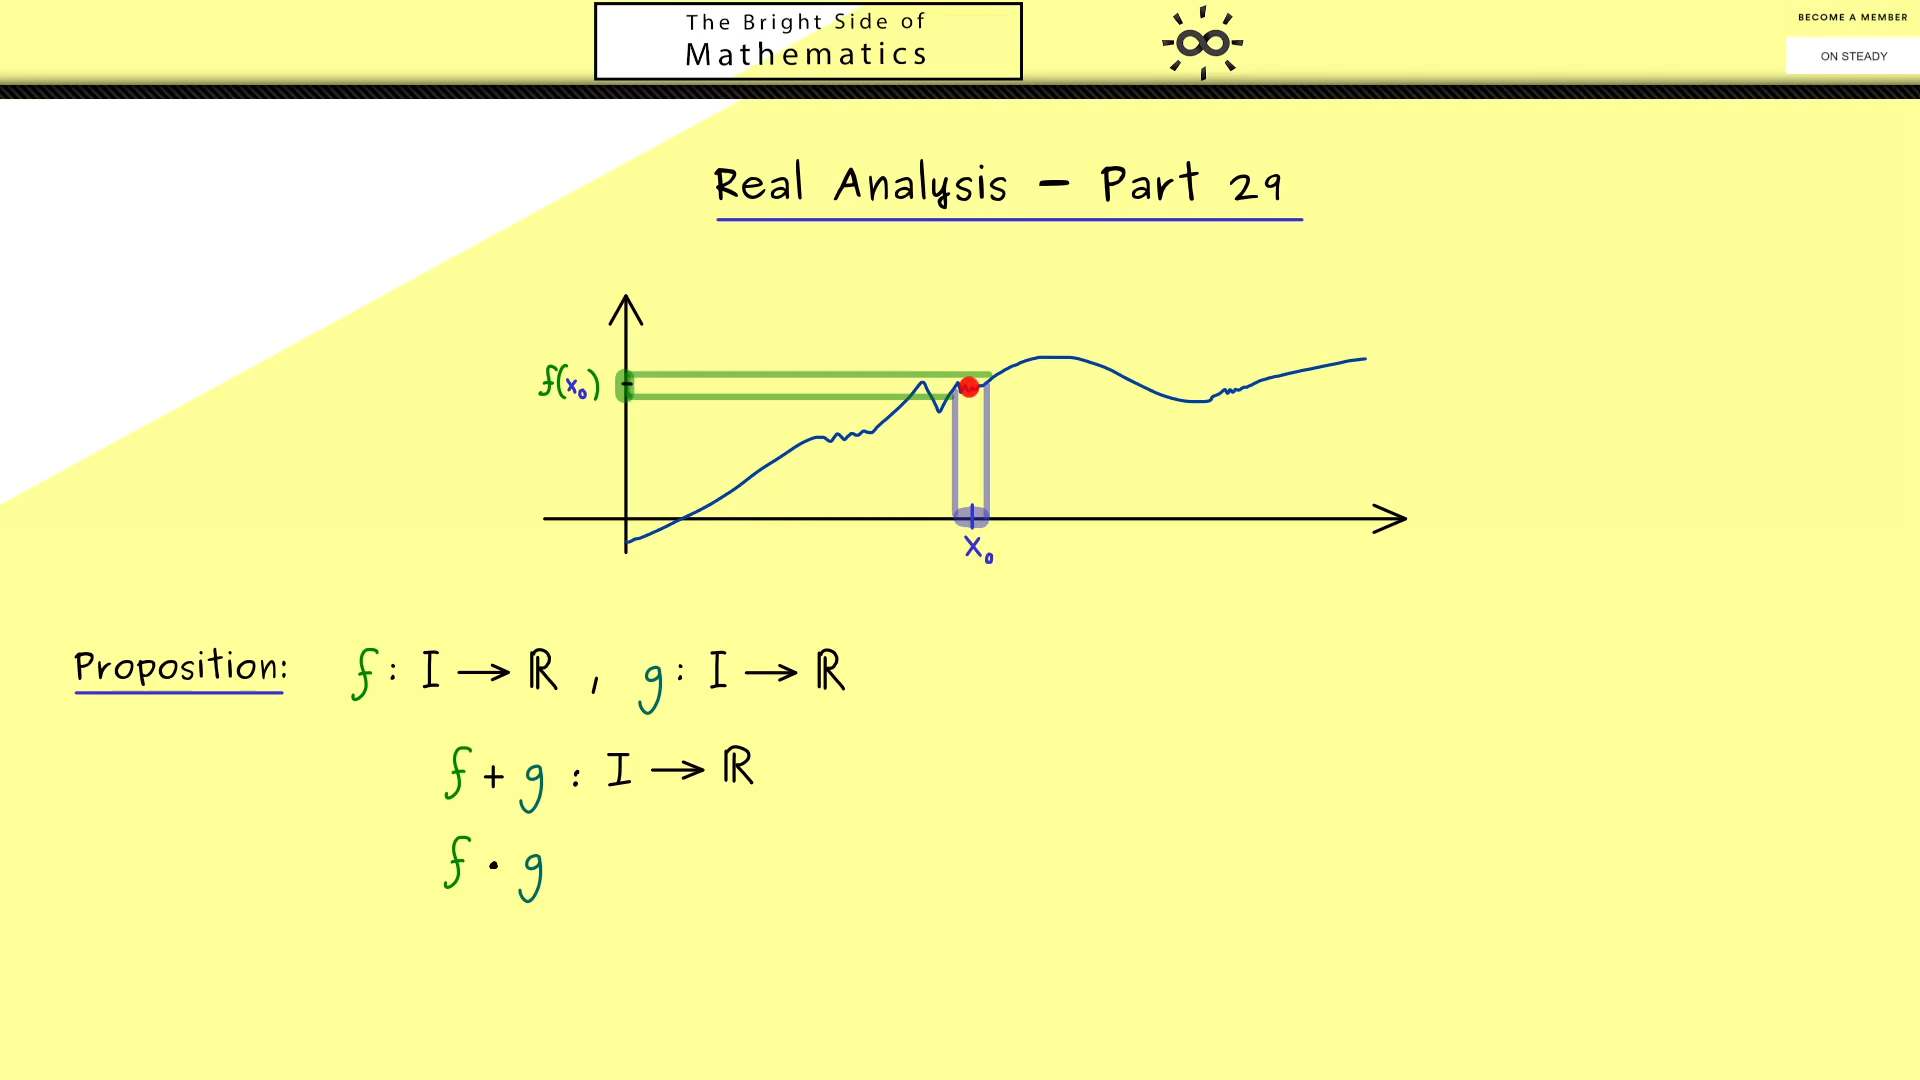 The Bright Side of
Mathematics
BECOME A MEMBER
ON STEADY
Real Analysis – Part 29
f(x₀)
x₀
Proposition: f : I → ℝ , g : I → ℝ
f + g : I → ℝ
f · g